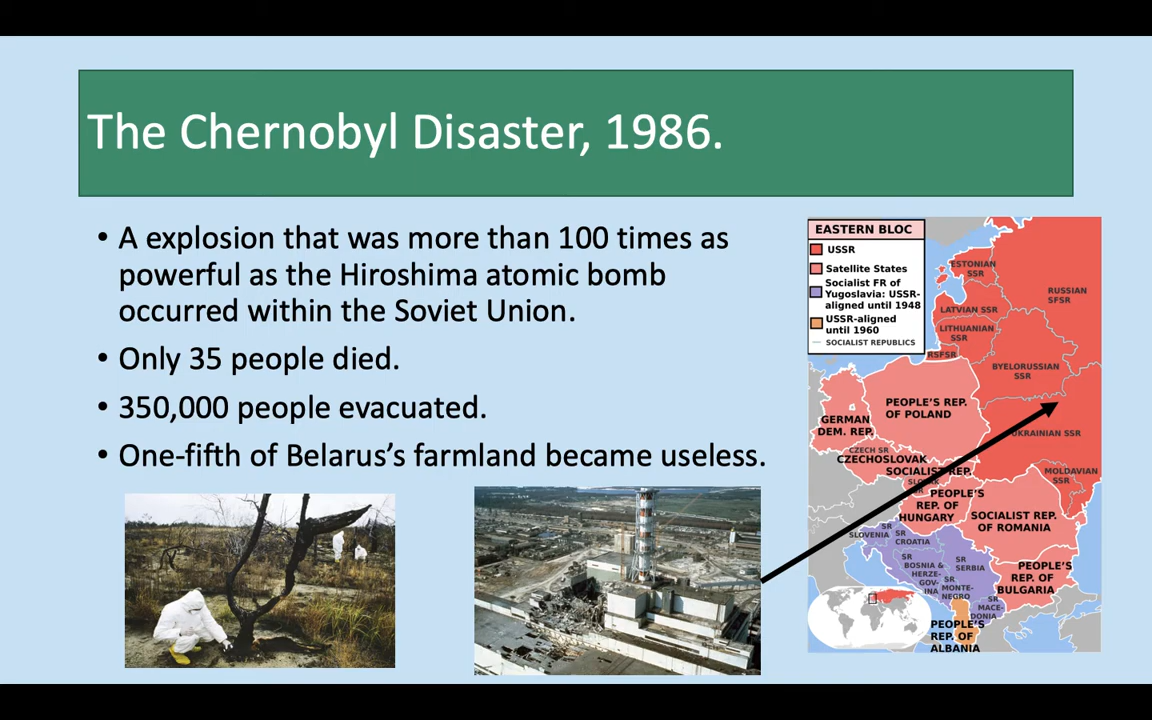 The Chernobyl Disaster, 1986.
• A explosion that was more than 100 times as
powerful as the Hiroshima atomic bomb
occurred within the Soviet Union.
• Only 35 people died.
• 350,000 people evacuated.
• One-fifth of Belarus's farmland became useless.
EASTERN BLOC
USSR
Satellite States
Socialist FR of
Yugoslavia: USSR-
aligned until 1948
USSR-aligned
until 1960
SOCIALIST REPUBLICS
ESTONIAN
SSR
RUSSIAN
SFSR
LATVIAN SSR
LITHUANIAN
SSR
RSFSR
BYELORUSSIAN
SSR
PEOPLE'S REP.
OF POLAND
GERMAN
DEM. REP.
UKRAINIAN SSR
CZECH SR
CZECHOSLOVAK
SOCIALIST REP.
MOLDAVIAN
SSR
PEOPLE'S
REP. OF
HUNGARY
SOCIALIST REP.
OF ROMANIA
SR
SLOVENIA
SR
CROATIA
SR
BOSNIA &
HERZE-
GOV-
INA
SR
SERBIA
SR
MONTE-
NEGRO
SR
MACE-
DONIA
PEOPLE'S
REP. OF
BULGARIA
PEOPLE'S
REP. OF
ALBANIA